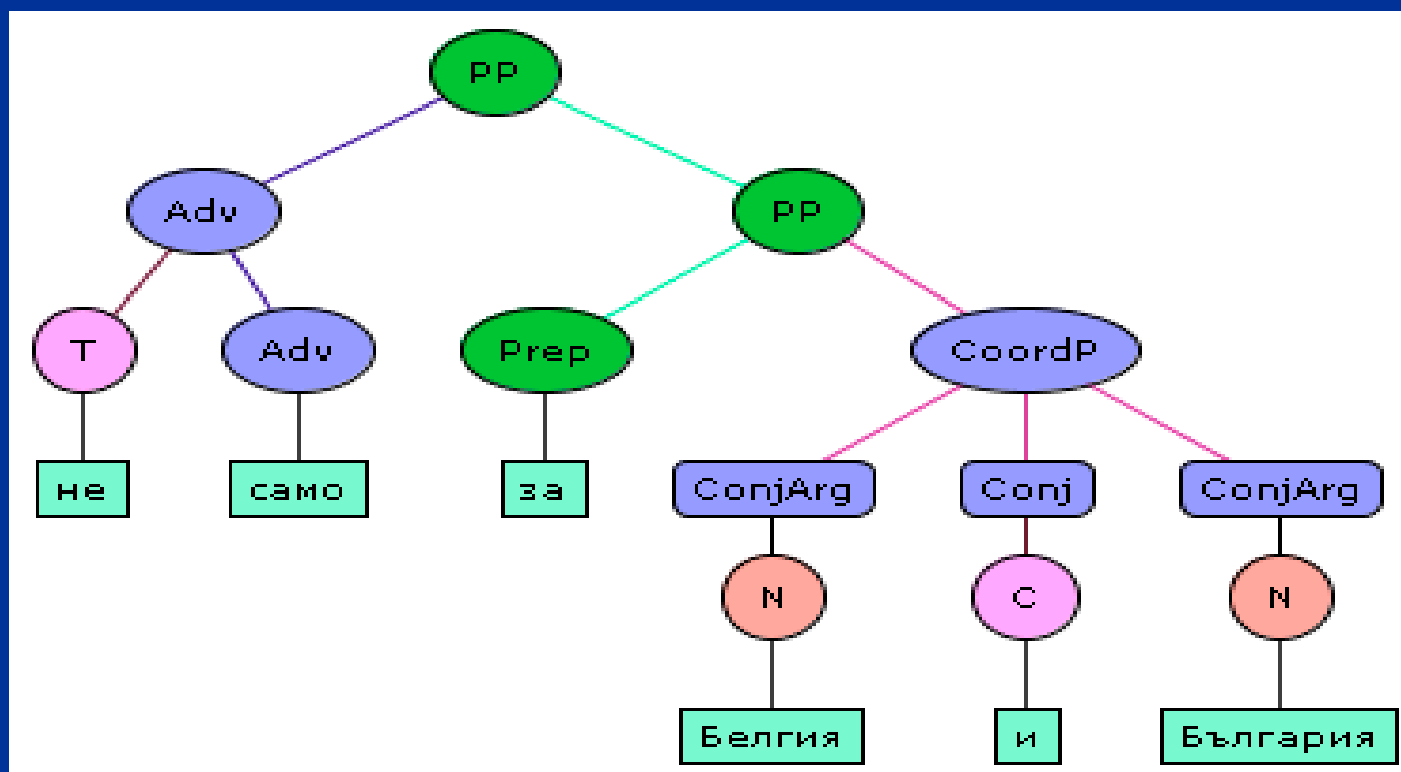 PP
Adv PP
T Adv Prep CoordP
не само за ConjArg Conj ConjArg
N C N
Белгия и България